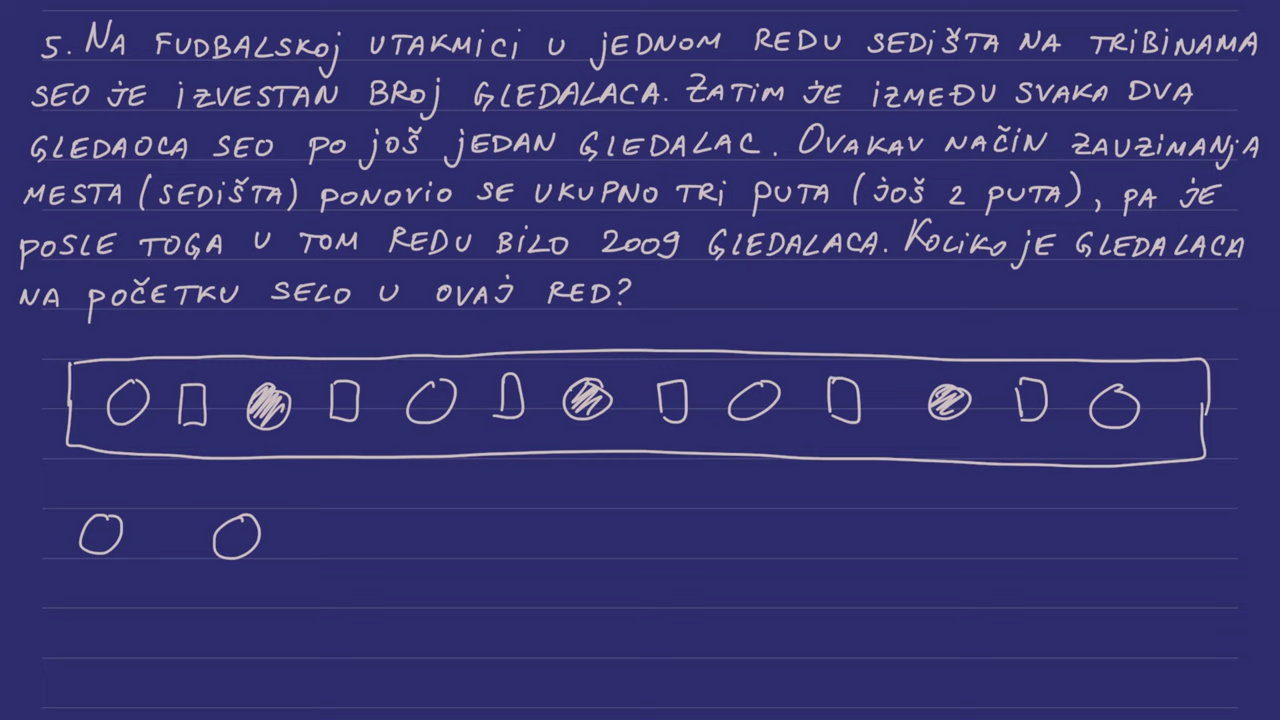 5. NA FUDBALSKOJ UTAKMICI U JEDNOM REDU SEDIŠTA NA TRIBINAMA
SEO JE IZVESTAN BROJ GLEDALACA. ZATIM JE IZMEĐU SVAKA DVA
GLEDAOCA SEO PO JOŠ JEDAN GLEDALAC. OVAKAV NAČIN ZAUZIMANJA
MESTA (SEDIŠTA) PONOVIO SE UKUPNO TRI PUTA (JOŠ 2 PUTA), PA JE
POSLE TOGA U TOM REDU BILO 2009 GLEDALACA. KOLIKO JE GLEDALACA
NA POČETKU SELO U OVAJ RED?